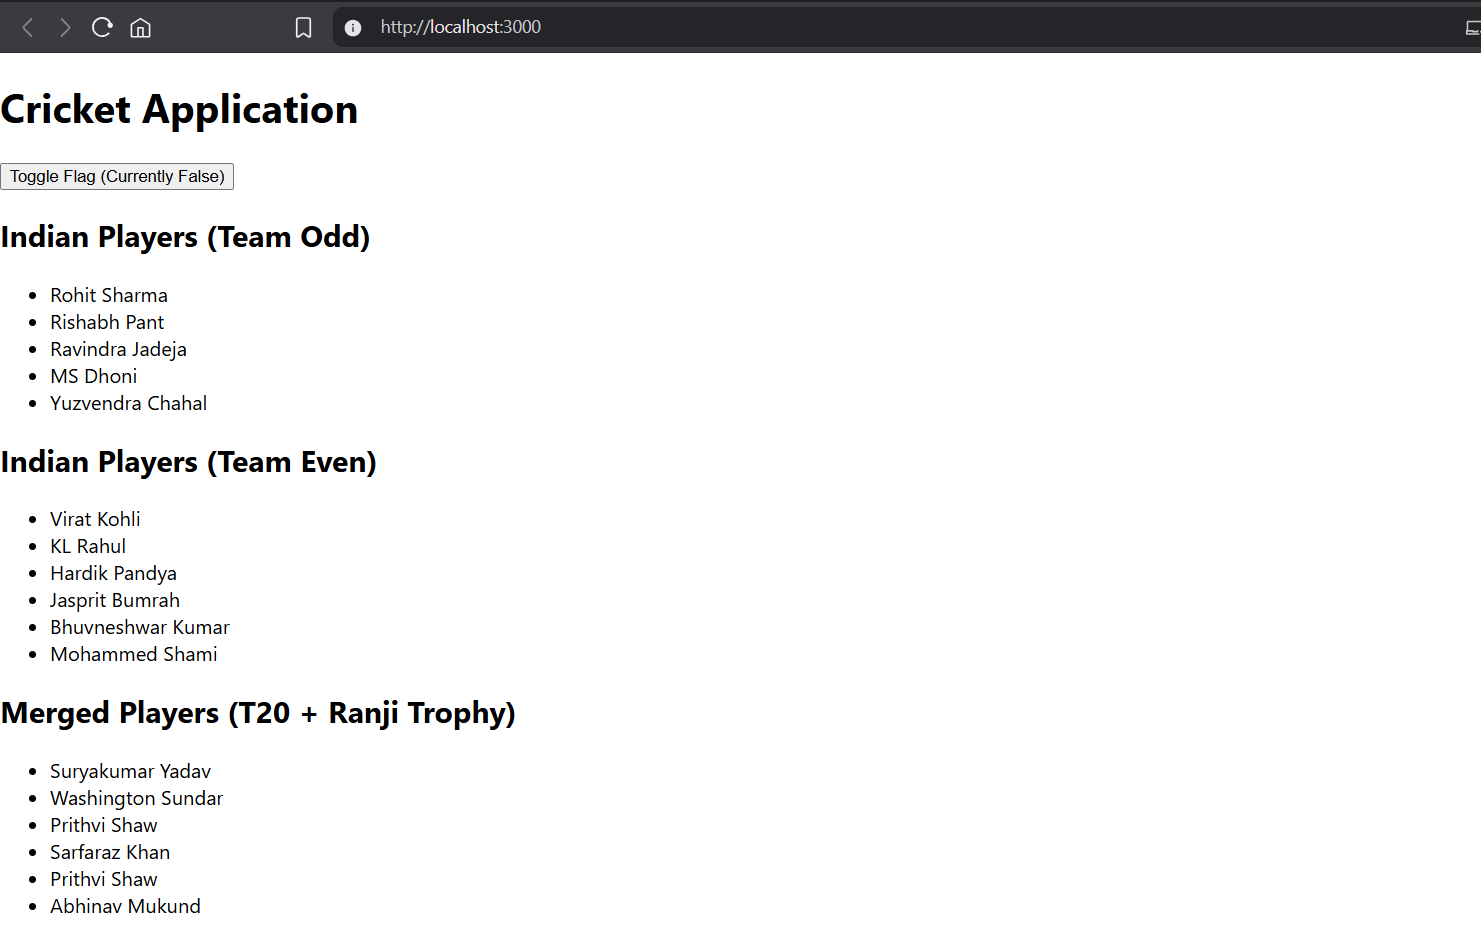 http://localhost:3000
Cricket Application
Toggle Flag (Currently False)
Indian Players (Team Odd)
Rohit Sharma
Rishabh Pant
Ravindra Jadeja
MS Dhoni
Yuzvendra Chahal
Indian Players (Team Even)
Virat Kohli
KL Rahul
Hardik Pandya
Jasprit Bumrah
Bhuvneshwar Kumar
Mohammed Shami
Merged Players (T20 + Ranji Trophy)
Suryakumar Yadav
Washington Sundar
Prithvi Shaw
Sarfaraz Khan
Prithvi Shaw
Abhinav Mukund